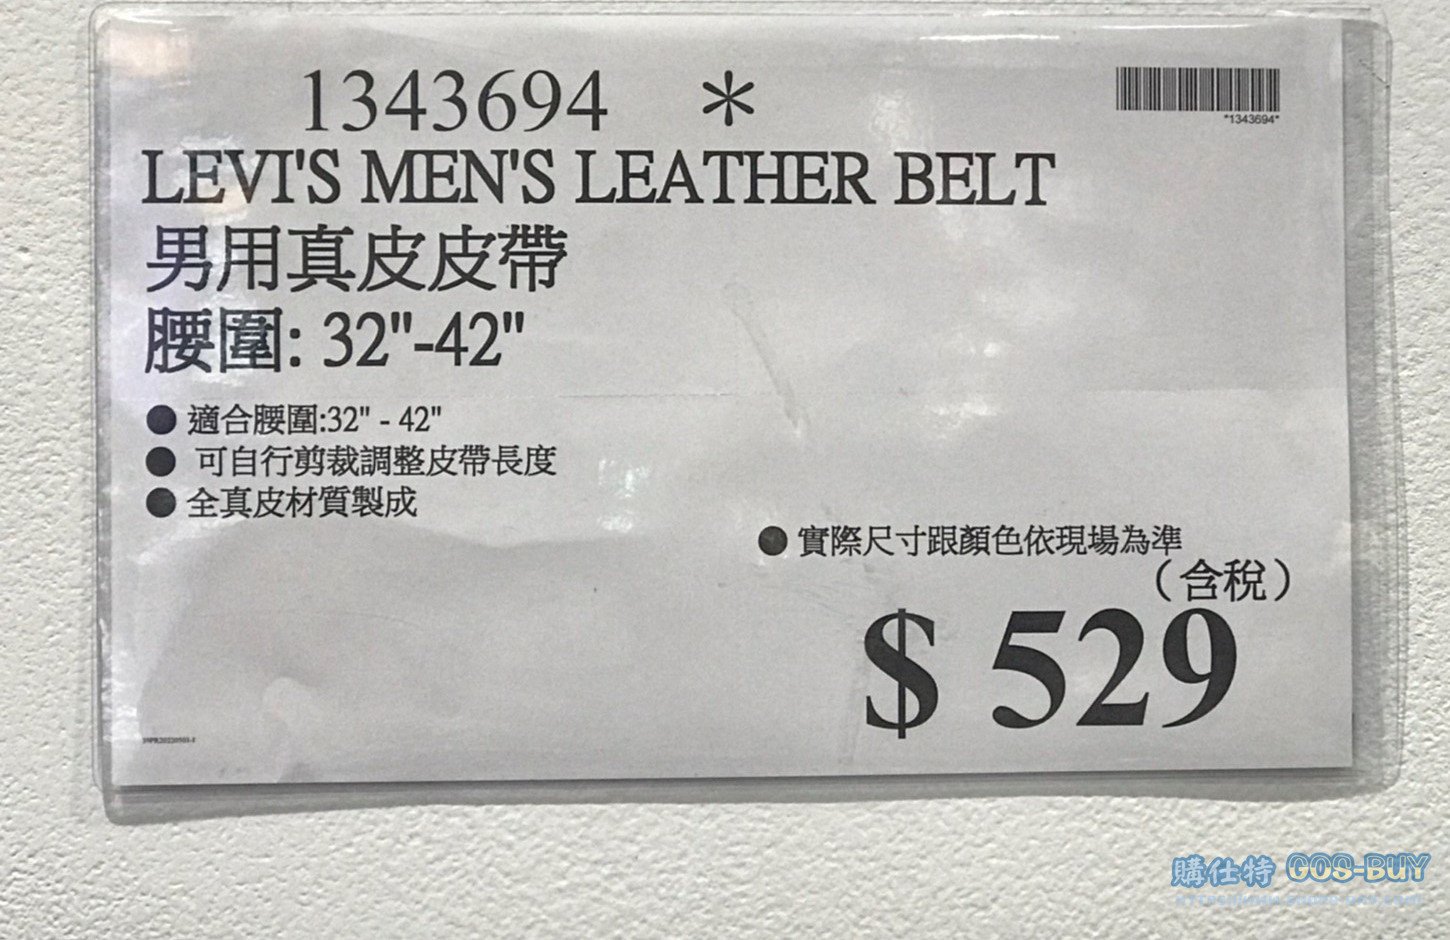 1343694 *
*1343694*
LEVI'S MEN'S LEATHER BELT
男用真皮皮帶
腰圍: 32"-42"
● 適合腰圍:32" - 42"
● 可自行剪裁調整皮帶長度
● 全真皮材質製成
● 實際尺寸跟顏色依現場為準
（含稅）
$ 529
購仕特 GOS-BUY